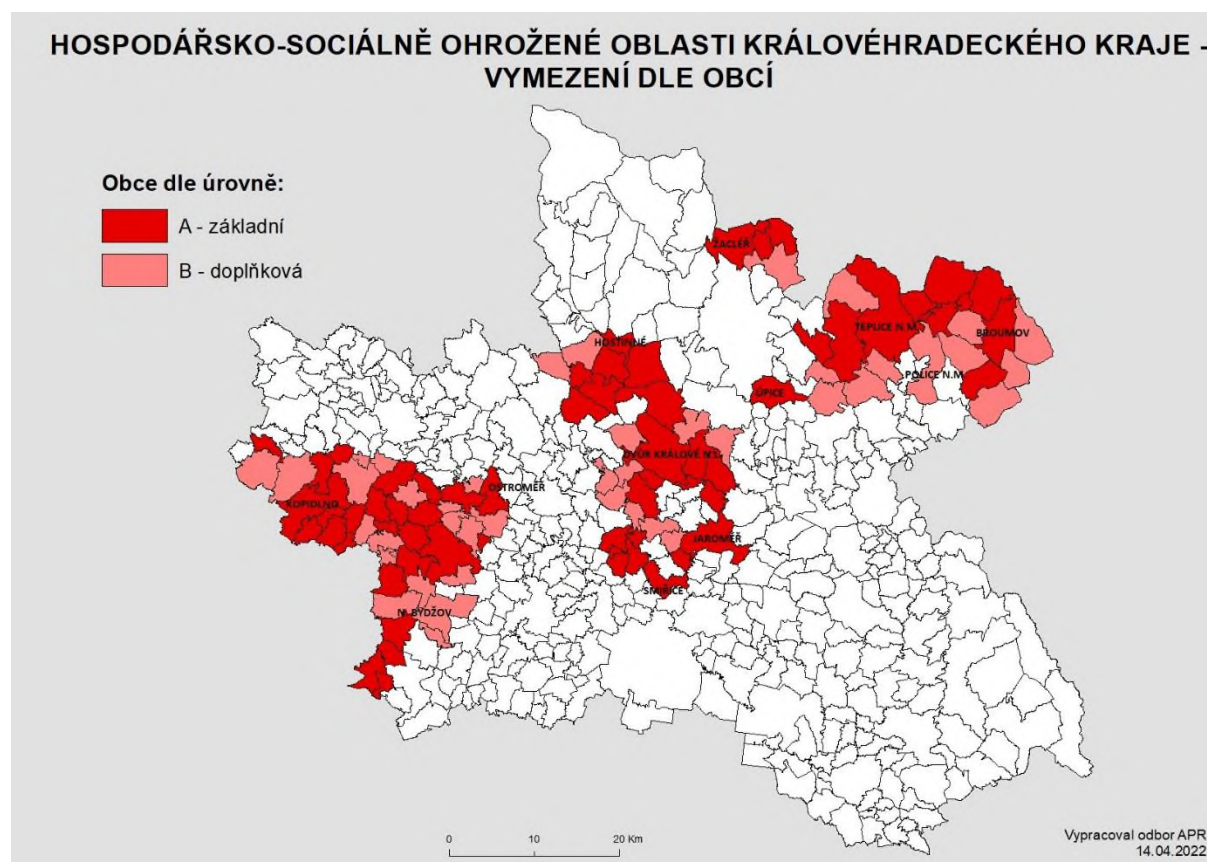 HOSPODÁŘSKO-SOCIÁLNĚ OHROŽENÉ OBLASTI KRÁLOVÉHRADECKÉHO KRAJE -
VYMEZENÍ DLE OBCÍ
Obce dle úrovně:
A - základní
B - doplňková
ŽACLÉŘ
TEPLICE N.M.
BROUMOV
HOSTINNÉ
POLICE N.M.
ÚPICE
DVŮR KRÁLOVÉ N.L.
OSTROMĚŘ
KOPIDLNO
JAROMĚŘ
SMIŘICE
N. BYDŽOV
0 10 20 Km
Vypracoval odbor APR
14.04.2022